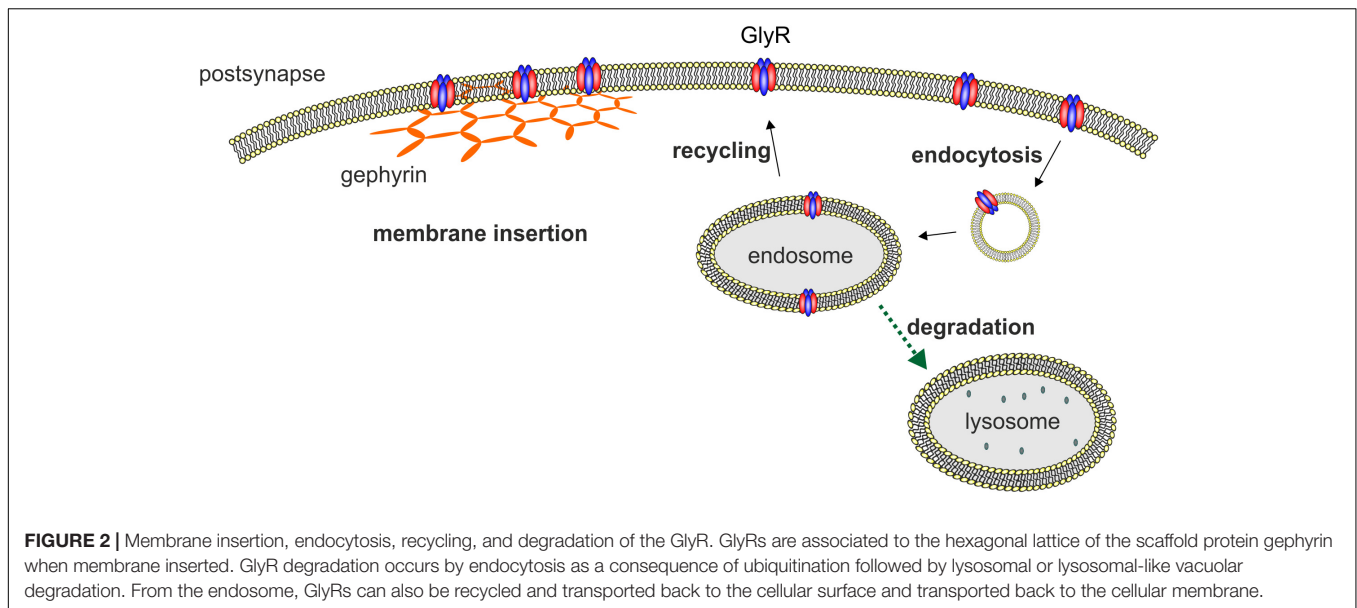 GlyR
postsynapse
gephyrin
recycling
endocytosis
membrane insertion
endosome
degradation
lysosome
FIGURE 2 | Membrane insertion, endocytosis, recycling, and degradation of the GlyR. GlyRs are associated to the hexagonal lattice of the scaffold protein gephyrin
when membrane inserted. GlyR degradation occurs by endocytosis as a consequence of ubiquitination followed by lysosomal or lysosomal-like vacuolar
degradation. From the endosome, GlyRs can also be recycled and transported back to the cellular surface and transported back to the cellular membrane.